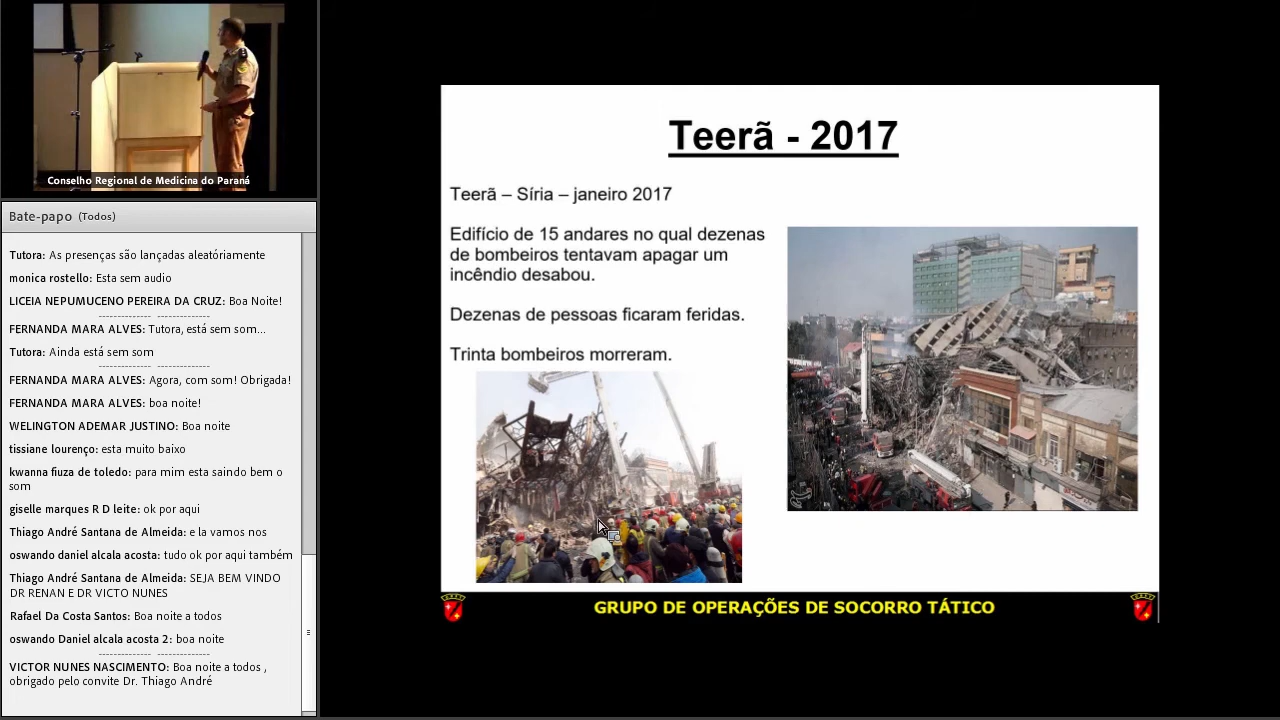 Conselho Regional de Medicina do Paraná
Bate-papo (Todos)
Tutora: As presenças são lançadas aleatóriamente
monica rostello: Esta sem audio
LICEIA NEPUMUCENO PEREIRA DA CRUZ: Boa Noite!
-------------- --------------
FERNANDA MARA ALVES: Tutora, está sem som...
Tutora: Ainda está sem som
-------------- --------------
FERNANDA MARA ALVES: Agora, com som! Obrigada!
FERNANDA MARA ALVES: boa noite!
WELINGTON ADEMAR JUSTINO: Boa noite
tissiane lourenço: esta muito baixo
kwanna fiuza de toledo: para mim esta saindo bem o
som
giselle marques R D leite: ok por aqui
Thiago André Santana de Almeida: e la vamos nos
oswando daniel alcala acosta: tudo ok por aqui também
Thiago André Santana de Almeida: SEJA BEM VINDO
DR RENAN E DR VICTO NUNES
Rafael Da Costa Santos: Boa noite a todos
oswando Daniel alcala acosta 2: boa noite
-------------- --------------
VICTOR NUNES NASCIMENTO: Boa noite a todos ,
obrigado pelo convite Dr. Thiago André
Teerã - 2017
Teerã – Síria – janeiro 2017
Edifício de 15 andares no qual dezenas
de bombeiros tentavam apagar um
incêndio desabou.
Dezenas de pessoas ficaram feridas.
Trinta bombeiros morreram.
GRUPO DE OPERAÇÕES DE SOCORRO TÁTICO